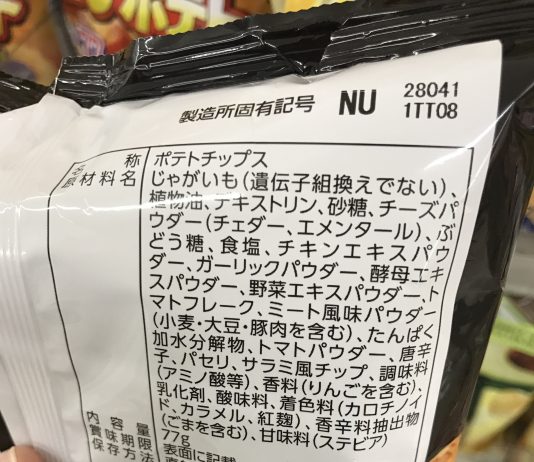 製造所固有記号 NU 28041
1TT08
名称 ポテトチップス
原材料名 じゃがいも(遺伝子組換えでない)、
植物油、デキストリン、砂糖、チーズパ
ウダー(チェダー、エメンタール)、ぶ
どう糖、食塩、チキンエキスパウ
ダー、ガーリックパウダー、酵母エキ
スパウダー、野菜エキスパウダー、ト
マトフレーク、ミート風味パウダー
(小麦・大豆・豚肉を含む)、たんぱく
加水分解物、トマトパウダー、唐辛
子、パセリ、サラミ風チップ、調味料
(アミノ酸等)、香料(りんごを含む)、
乳化剤、酸味料、着色料(カロチノイ
ド、カラメル、紅麹)、香辛料抽出物
(ごまを含む)、甘味料(ステビア)
内容量 77g
賞味期限 表面に記載
保存方法